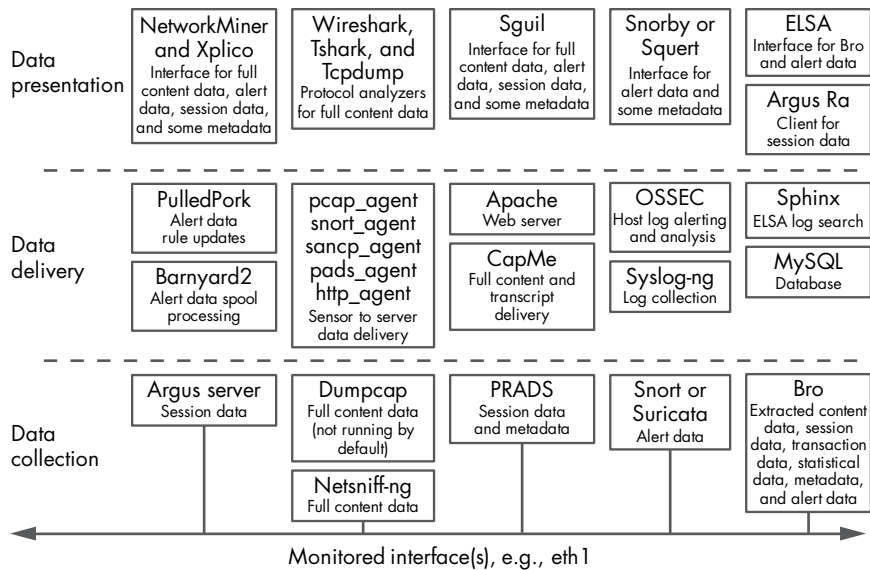 Data
presentation
NetworkMiner
and Xplico
Interface for full
content data, alert
data, session data,
and some metadata
Wireshark,
Tshark, and
Tcpdump
Protocol analyzers
for full content data
Sguil
Interface for full
content data, alert
data, session data,
and some metadata
Snorby or
Squert
Interface for
alert data and
some metadata
ELSA
Interface for Bro
and alert data
Argus Ra
Client for
session data
Data
delivery
PulledPork
Alert data
rule updates
Barnyard2
Alert data spool
processing
pcap_agent
snort_agent
sancp_agent
pads_agent
http_agent
Sensor to server
data delivery
Apache
Web server
CapMe
Full content and
transcript
delivery
OSSEC
Host log alerting
and analysis
Syslog-ng
Log collection
Sphinx
ELSA log search
MySQL
Database
Data
collection
Argus server
Session data
Dumpcap
Full content data
(not running by
default)
Netsniff-ng
Full content data
PRADS
Session data
and metadata
Snort or
Suricata
Alert data
Bro
Extracted content
data, session
data, transaction
data, statistical
data, metadata,
and alert data
Monitored interface(s), e.g., eth1